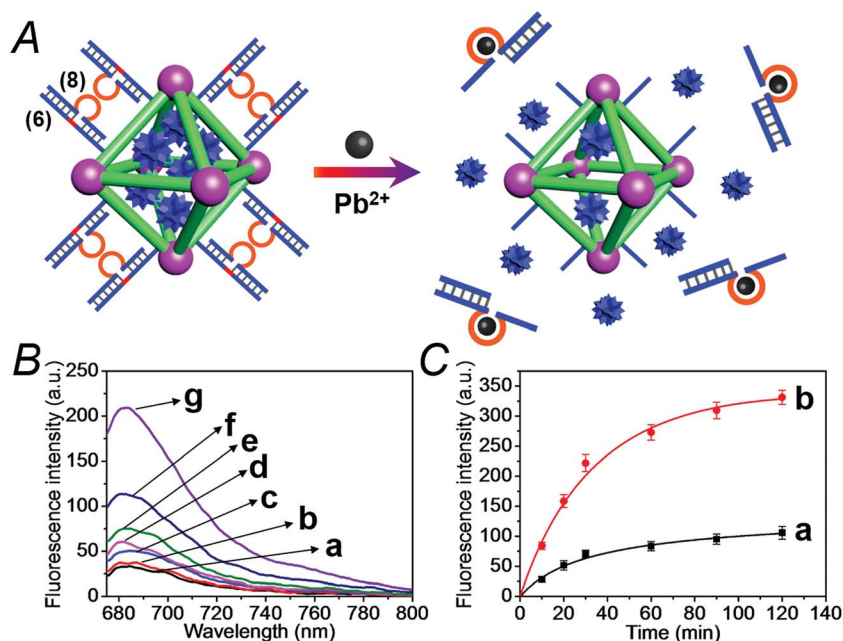 A
(8)
(6)
Pb2+
B
Fluorescence intensity (a.u.)
250
200
150
100
50
0
g
f
e
d
c
b
a
680 700 720 740 760 780 800
Wavelength (nm)
C
Fluorescence intensity (a.u.)
350
300
250
200
150
100
50
0
b
a
0 20 40 60 80 100 120 140
Time (min)